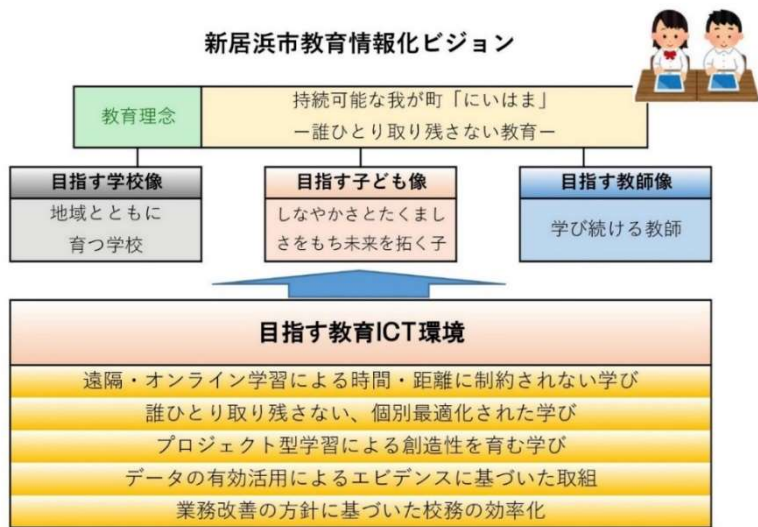 新居浜市教育情報化ビジョン
教育理念
持続可能な我が町「にいはま」
ー誰ひとり取り残さない教育ー
目指す学校像
地域とともに
育つ学校
目指す子ども像
しなやかさとたくまし
さをもち未来を拓く子
目指す教師像
学び続ける教師
目指す教育ICT環境
遠隔・オンライン学習による時間・距離に制約されない学び
誰ひとり取り残さない、個別最適化された学び
プロジェクト型学習による創造性を育む学び
データの有効活用によるエビデンスに基づいた取組
業務改善の方針に基づいた校務の効率化